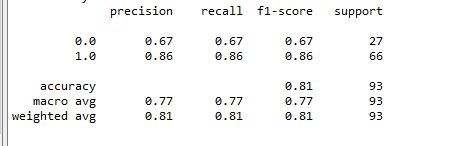 precision recall f1-score support
0.0 0.67 0.67 0.67 27
1.0 0.86 0.86 0.86 66
accuracy 0.81 93
macro avg 0.77 0.77 0.77 93
weighted avg 0.81 0.81 0.81 93